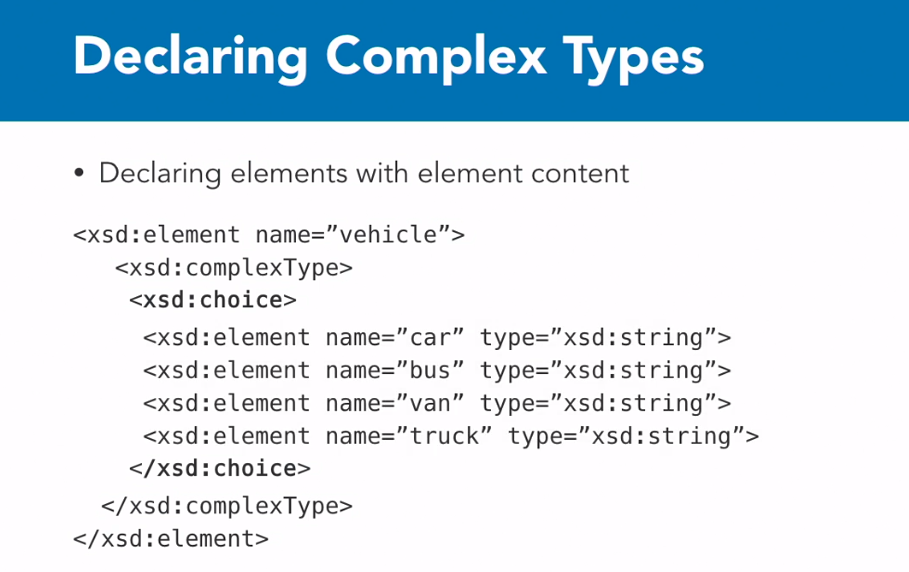 Declaring Complex Types
• Declaring elements with element content
<xsd:element name=”vehicle”>
<xsd:complexType>
<xsd:choice>
<xsd:element name=”car” type=”xsd:string”>
<xsd:element name=”bus” type=”xsd:string”>
<xsd:element name=”van” type=”xsd:string”>
<xsd:element name=”truck” type=”xsd:string”>
</xsd:choice>
</xsd:complexType>
</xsd:element>